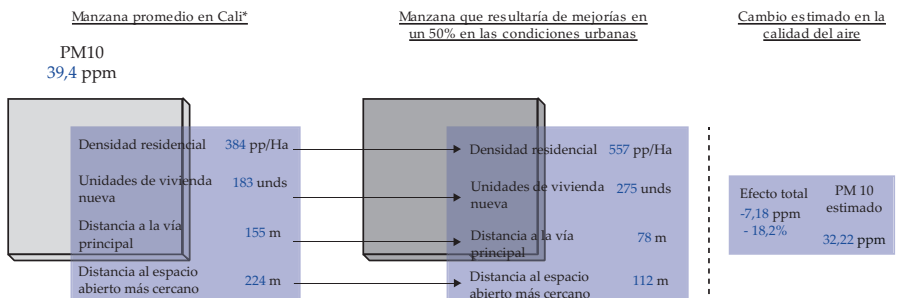 Manzana promedio en Cali*
PM10
39,4 ppm
Densidad residencial 384 pp/Ha
Unidades de vivienda 183 unds
nueva
Distancia a la vía 155 m
principal
Distancia al espacio 224 m
abierto más cercano
Manzana que resultaría de mejorías en
un 50% en las condiciones urbanas
Densidad residencial 557 pp/Ha
Unidades de vivienda 275 unds
nueva
Distancia a la vía 78 m
principal
Distancia al espacio 112 m
abierto más cercano
Cambio estimado en la
calidad del aire
Efecto total
-7,18 ppm
- 18,2%
PM 10
estimado
32,22 ppm